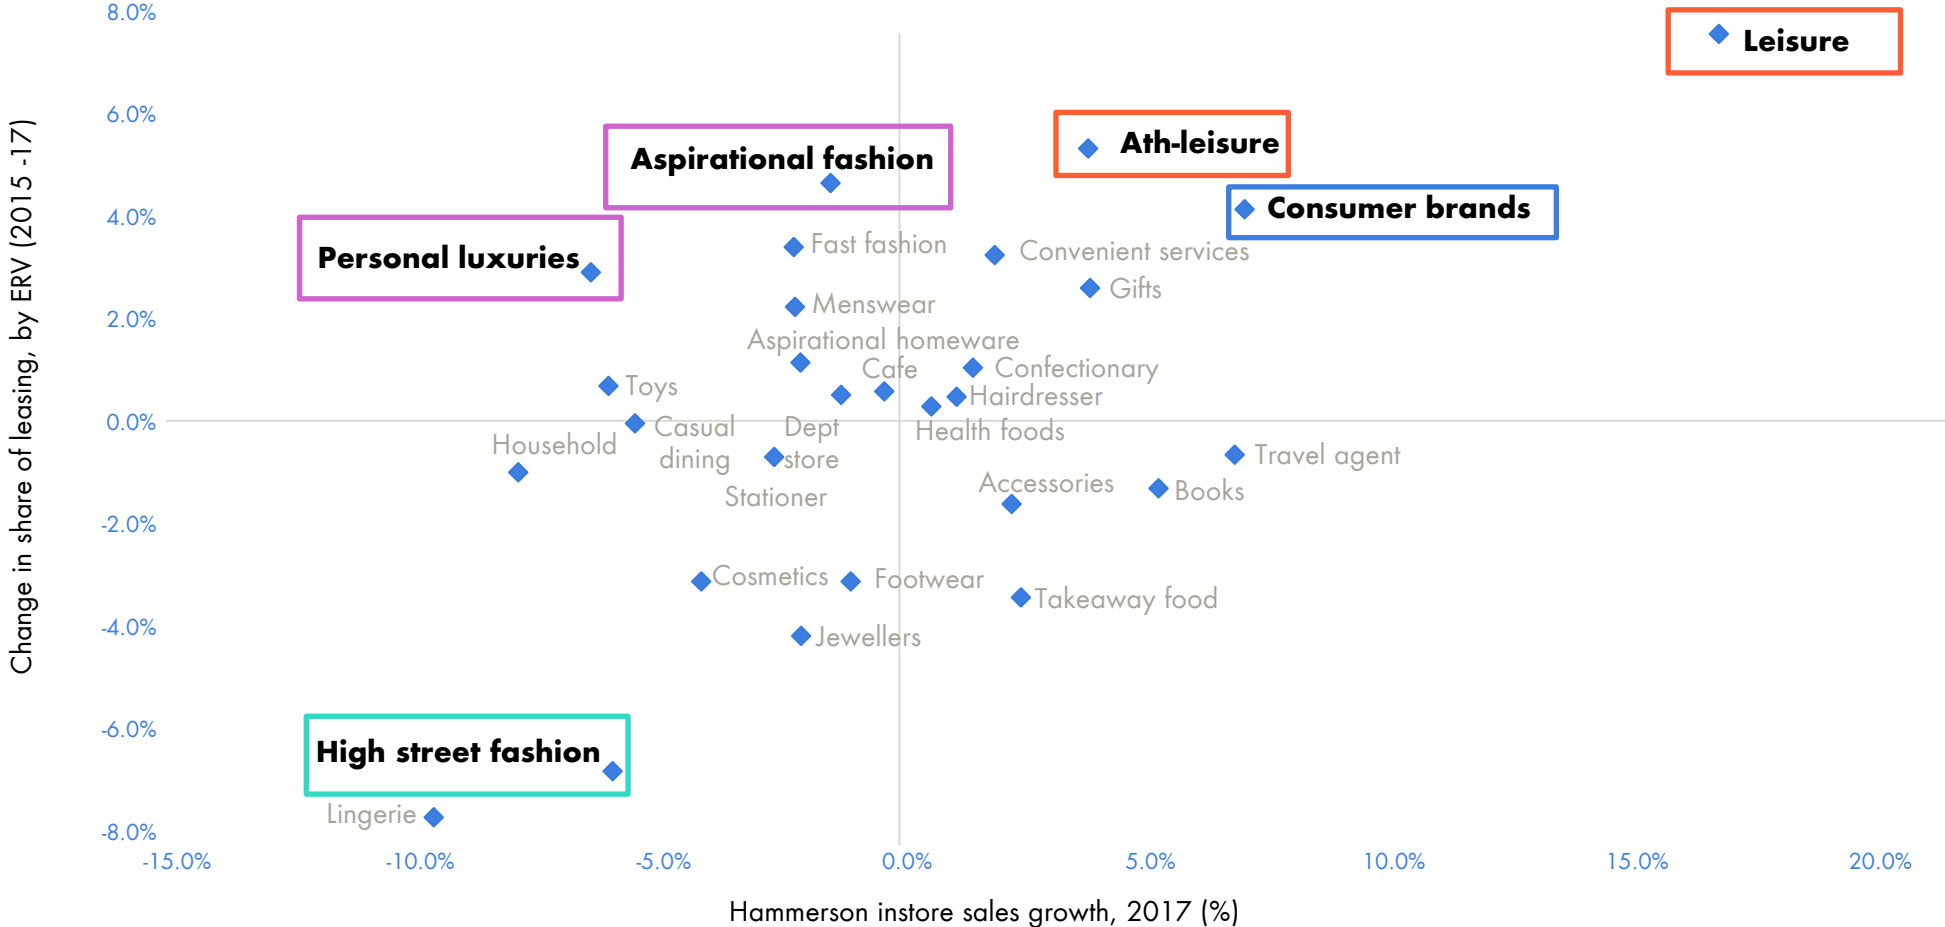 8.0%
Leisure
6.0%
Ath-leisure
Aspirational fashion
4.0%
Consumer brands
Fast fashion
Convenient services
Personal luxuries
Gifts
2.0%
Menswear
Aspirational homeware
Cafe
Confectionary
Toys
Hairdresser
0.0%
Casual
dining
Dept
store
Health foods
Household
Travel agent
Accessories
Books
Stationer
-2.0%
Cosmetics
Footwear
Takeaway food
-4.0%
Jewellers
-6.0%
High street fashion
Lingerie
-8.0%
-15.0%
-10.0%
-5.0%
0.0%
5.0%
10.0%
15.0%
20.0%
Hammerson instore sales growth, 2017 (%)
Change in share of leasing, by ERV (2015 -17)